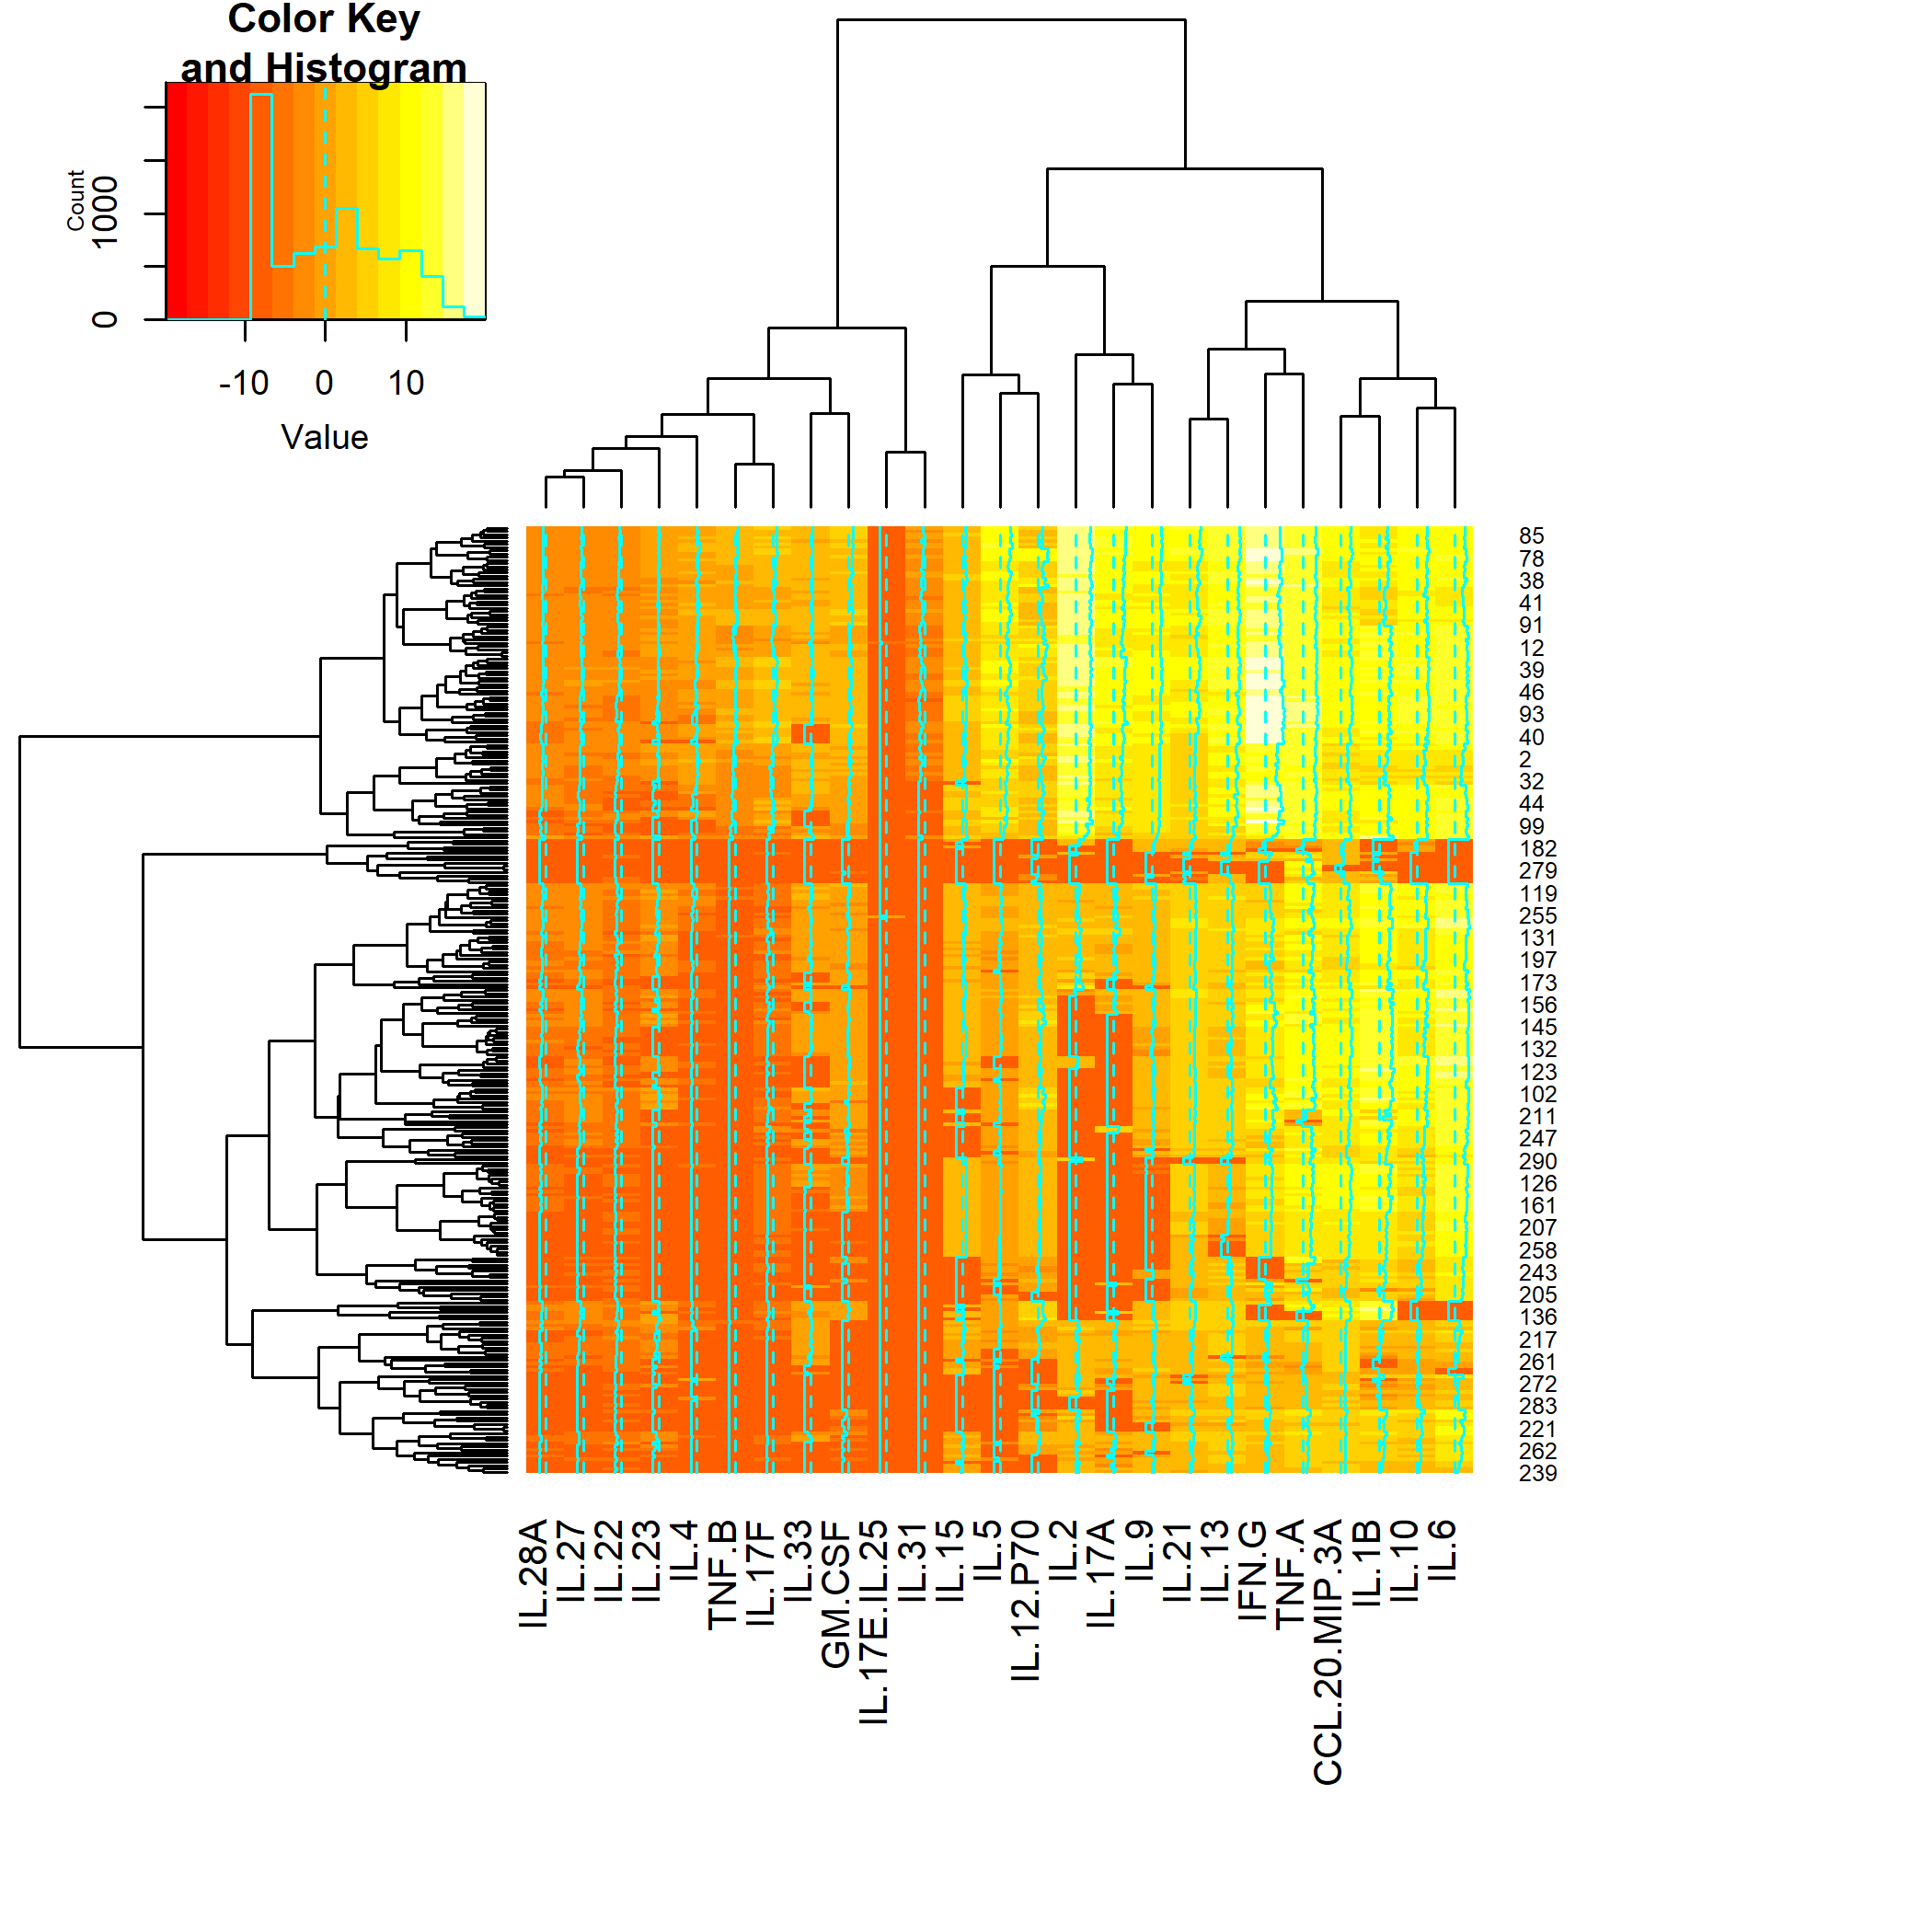 Color Key
and Histogram
Count
0
1000
-10
0
10
Value
85
78
38
41
91
12
39
46
93
40
2
32
44
99
182
279
119
255
131
197
173
156
145
132
123
102
211
247
290
126
161
207
258
243
205
136
217
261
272
283
221
262
239
IL.28A
IL.27
IL.22
IL.23
IL.4
TNF.B
IL.17F
IL.33
GM.CSF
IL.17E.IL.25
IL.31
IL.15
IL.5
IL.12.P70
IL.2
IL.17A
IL.9
IL.21
IL.13
IFN.G
TNF.A
CCL.20.MIP.3A
IL.1B
IL.10
IL.6